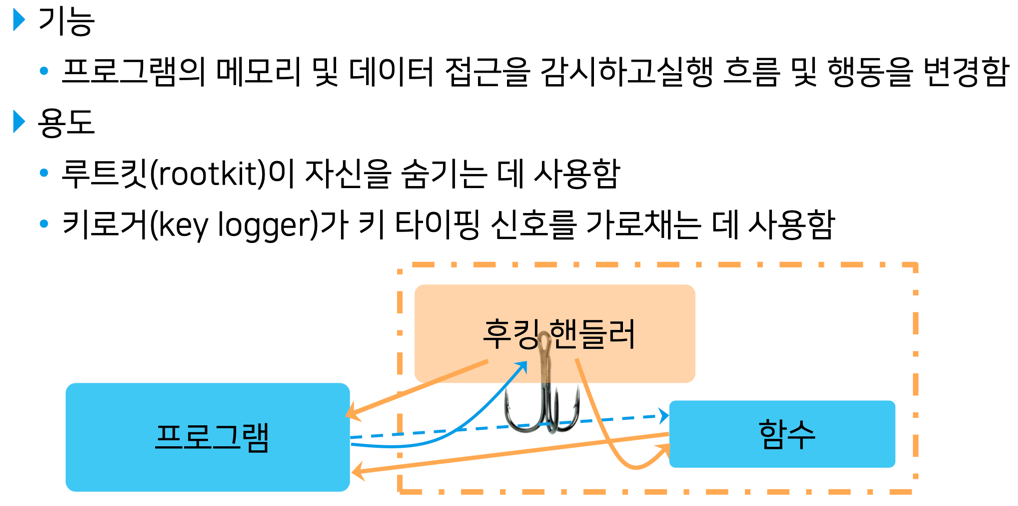 기능
프로그램의 메모리 및 데이터 접근을 감시하고실행 흐름 및 행동을 변경함
용도
루트킷(rootkit)이 자신을 숨기는 데 사용함
키로거(key logger)가 키 타이핑 신호를 가로채는 데 사용함
후킹 핸들러
프로그램
함수